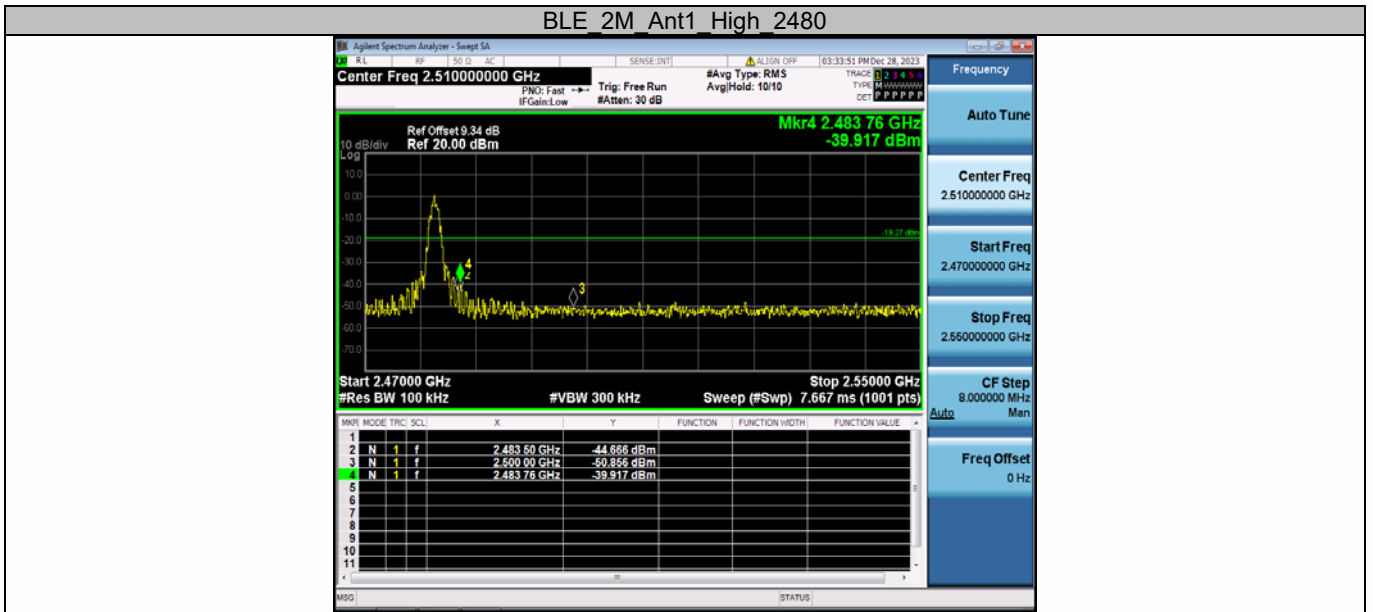 BLE_2M_Ant1_High_2480
Agilent Spectrum Analyzer - Swept SA
RL RF 50 Ω AC SENSE:INT ALIGN OFF 03:33:51 PM Dec 28, 2023
Center Freq 2.510000000 GHz
PNO: Fast
IFGain:Low
Trig: Free Run
#Atten: 30 dB
#Avg Type: RMS
Avg|Hold: 10/10
TRACE 1 2 3 4 5 6
TYPE M W W W W W
DET P P P P P P
Mkr4 2.483 76 GHz
-39.917 dBm
Ref Offset 9.34 dB
10 dB/div Ref 20.00 dBm
Log
10.0
0.00
-10.0
-19.27 dBm
-20.0
-30.0
4
2
-40.0
3
-50.0
-60.0
-70.0
Start 2.47000 GHz Stop 2.55000 GHz
#Res BW 100 kHz #VBW 300 kHz Sweep (#Swp) 7.667 ms (1001 pts)
MKR MODE TRC SCL X Y FUNCTION FUNCTION WIDTH FUNCTION VALUE
1
2 N 1 f 2.483 50 GHz -44.666 dBm
3 N 1 f 2.500 00 GHz -50.856 dBm
4 N 1 f 2.483 76 GHz -39.917 dBm
5
6
7
8
9
10
11
MSG STATUS
Frequency
Auto Tune
Center Freq
2.510000000 GHz
Start Freq
2.470000000 GHz
Stop Freq
2.550000000 GHz
CF Step
8.000000 MHz
Auto Man
Freq Offset
0 Hz